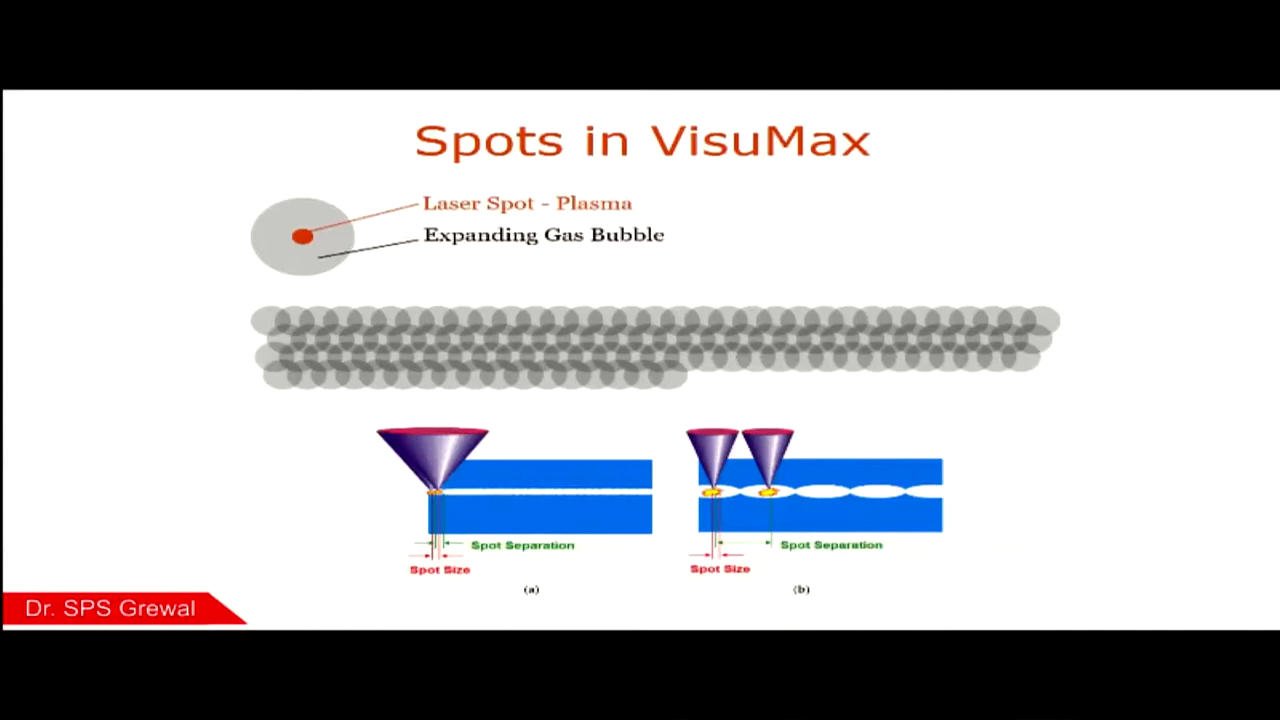 Spots in VisuMax
Laser Spot - Plasma
Expanding Gas Bubble
Spot Separation
Spot Size
(a)
Spot Separation
Spot Size
(b)
Dr. SPS Grewal